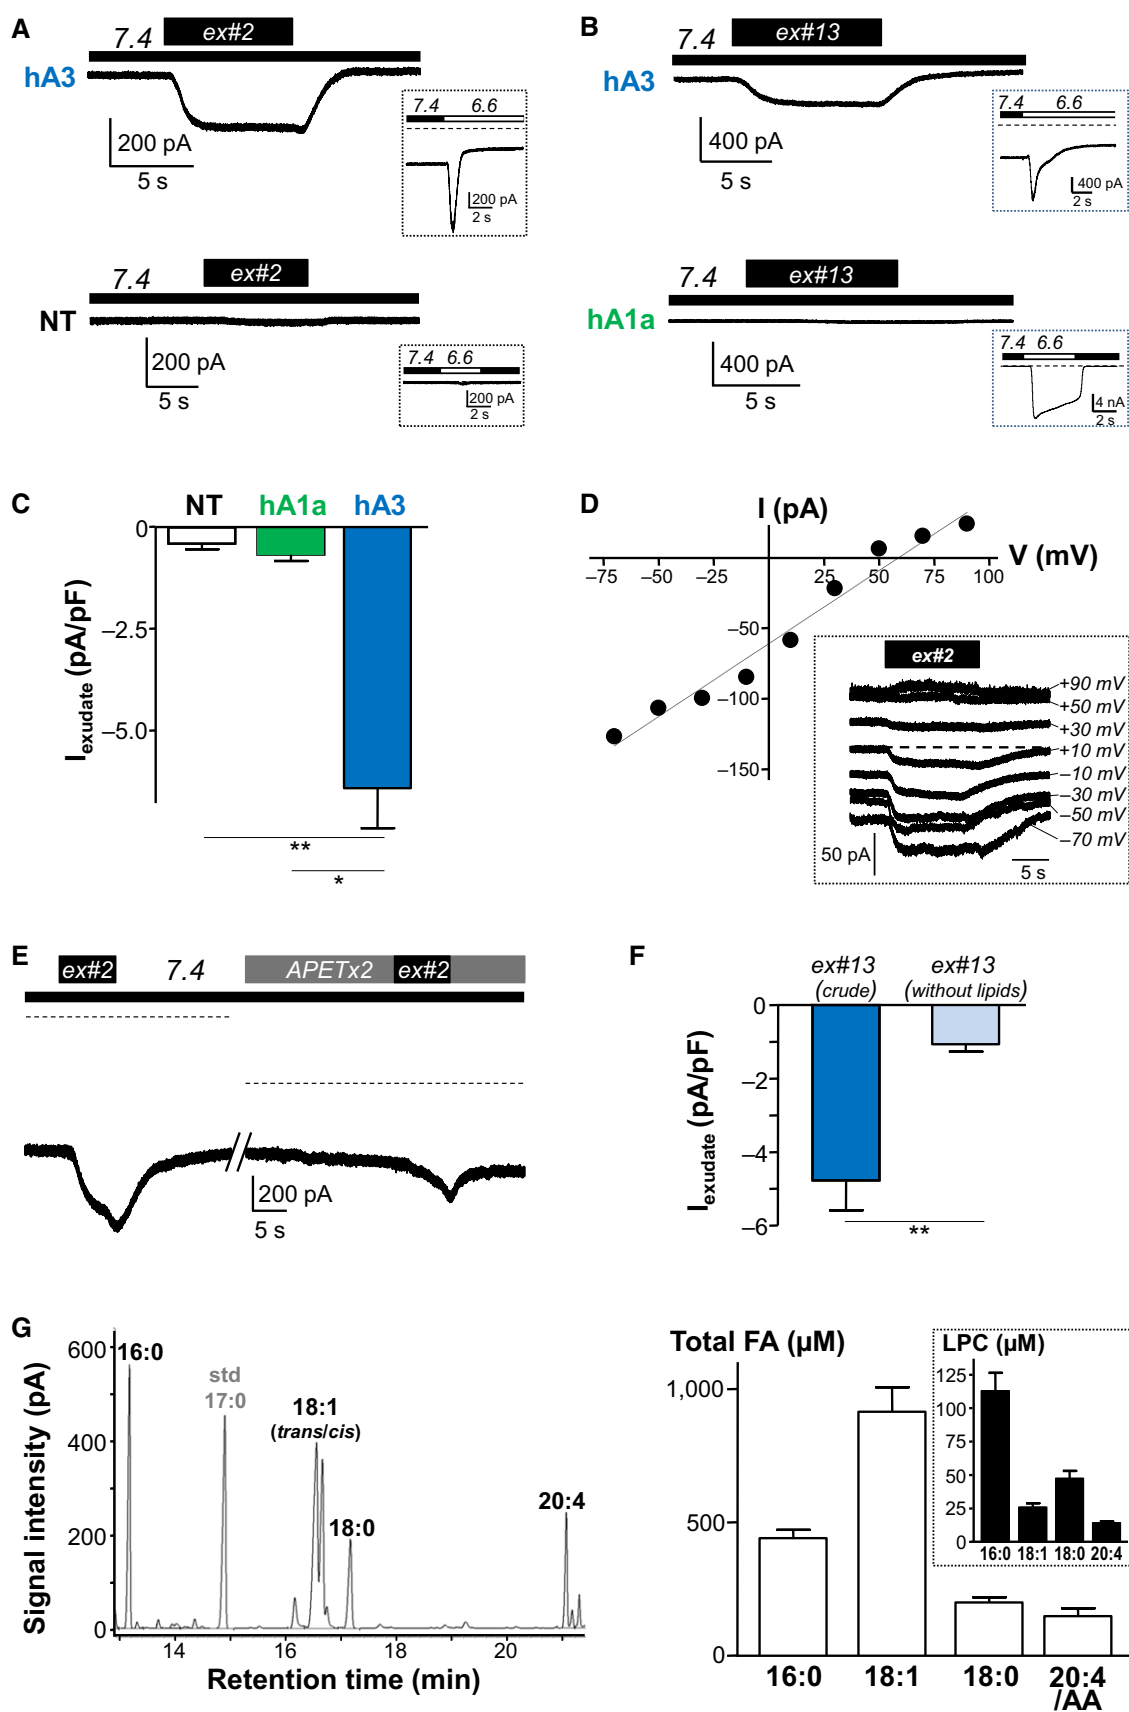 A
7.4
ex#2
hA3
200 pA
5 s
7.4 6.6
200 pA
2 s
7.4
ex#2
NT
200 pA
5 s
7.4 6.6
200 pA
2 s
B
7.4
ex#13
hA3
400 pA
5 s
7.4 6.6
400 pA
2 s
7.4
ex#13
hA1a
400 pA
5 s
7.4 6.6
4 nA
2 s
C
NT hA1a hA3
0
–2.5
–5.0
Iexudate (pA/pF)
**
*
D
I (pA)
V (mV)
–75 –50 –25 25 50 75 100
–50
–100
–150
ex#2
+90 mV
+50 mV
+30 mV
+10 mV
–10 mV
–30 mV
–50 mV
–70 mV
50 pA
5 s
E
ex#2 7.4 APETx2 ex#2
200 pA
5 s
F
ex#13 ex#13
(crude) (without lipids)
0
–2
–4
–6
Iexudate (pA/pF)
**
G
Signal intensity (pA)
600
400
200
0
16:0
std
17:0
18:1
(trans/cis)
18:0
20:4
14 16 18 20
Retention time (min)
Total FA (µM)
1,000
500
0
16:0 18:1 18:0 20:4
/AA
LPC (µM)
125
100
75
50
25
0
16:0 18:1 18:0 20:4